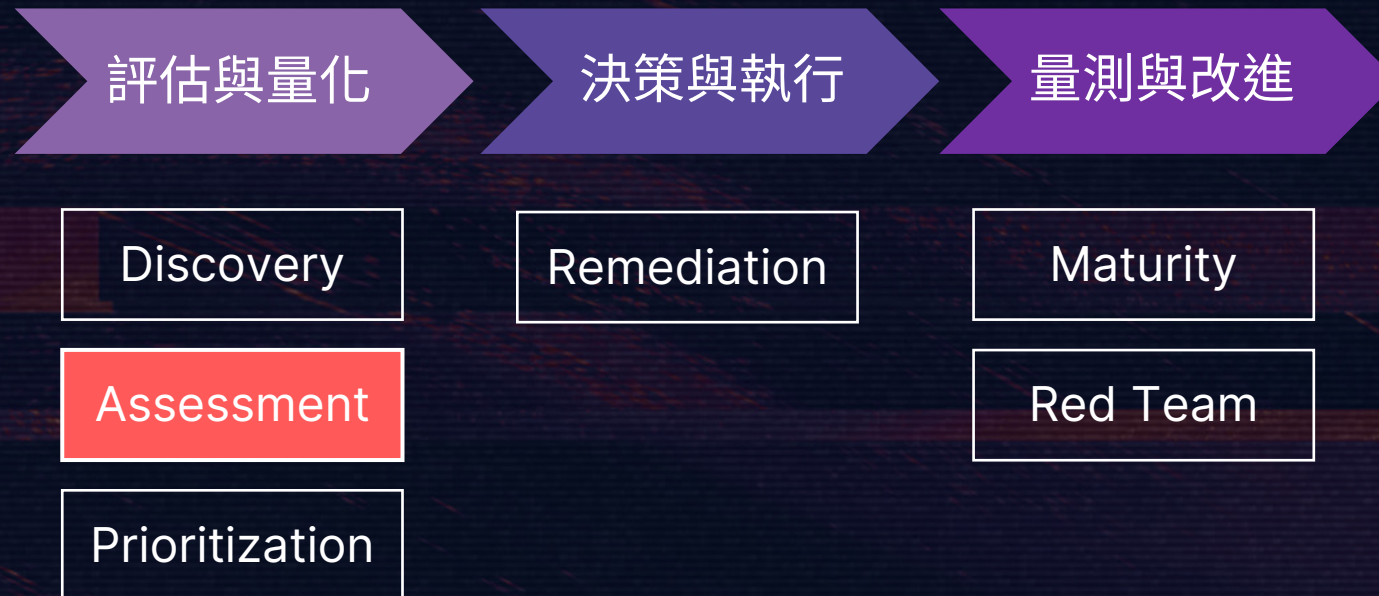 評估與量化
決策與執行
量測與改進
Discovery
Remediation
Maturity
Assessment
Red Team
Prioritization